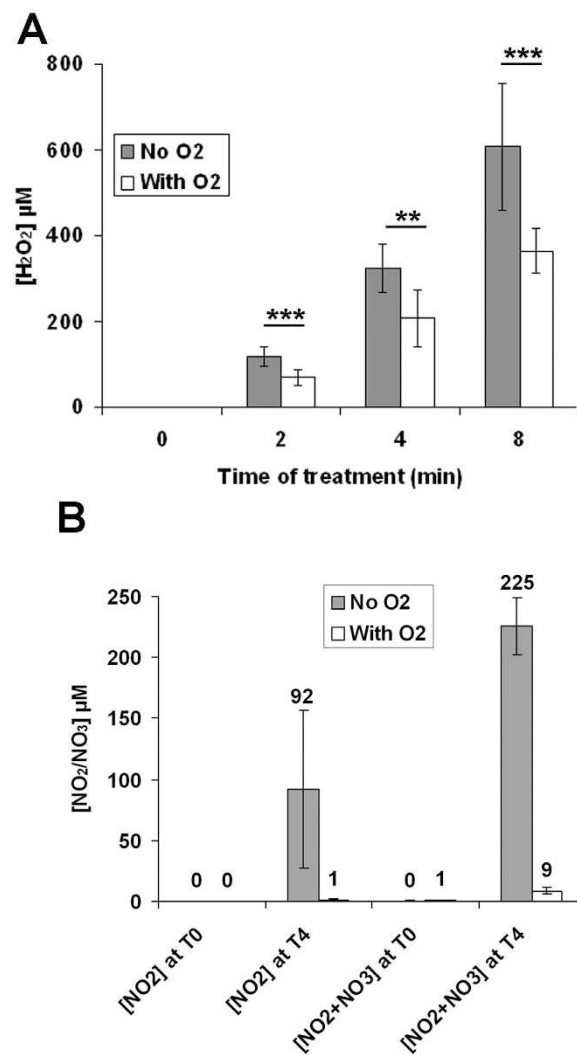 A
800
600
400
200
0
[H₂O₂] µM
No O2
With O2
***
**
***
0 2 4 8
Time of treatment (min)
B
250
200
150
100
50
0
[NO₂/NO₃] µM
No O2
With O2
0 0 92 1 0 1 225 9
[NO2] at T0
[NO2] at T4
[NO2+NO3] at T0
[NO2+NO3] at T4